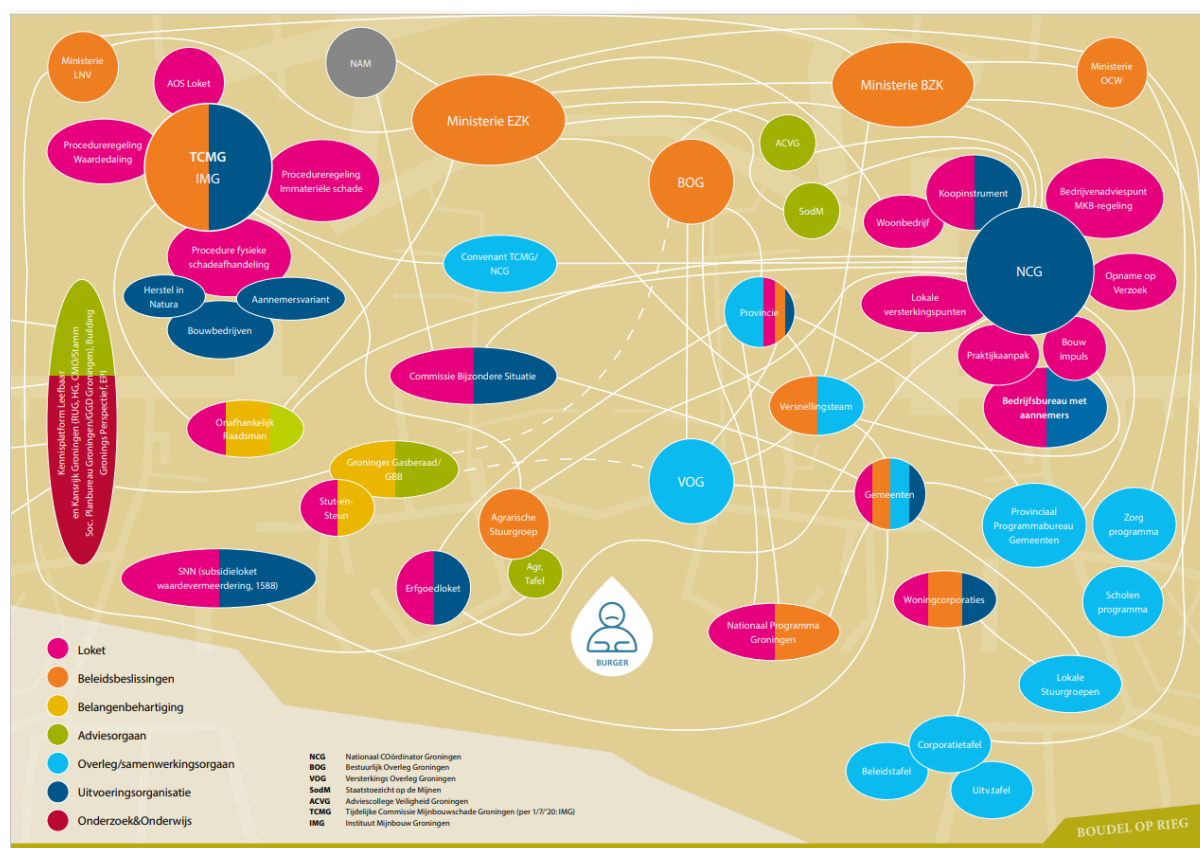 Ministerie
LNV
AOS Loket
NAM
Ministerie EZK
Ministerie BZK
Ministerie
OCW
Procedureregeling
Waardedaling
TCMG
IMG
Procedureregeling
Immateriële schade
ACVG
BOG
SodM
Koopinstrument
Woonbedrijf
Bedrijvenadviespunt
MKB-regeling
Procedure fysieke
schadeafhandeling
Convenant TCMG/
NCG
NCG
Herstel in
Natura
Aannemersvariant
Bouwbedrijven
Provincie
Lokale
versterkingspunten
Opname op
Verzoek
Praktijkaanpak
Bouw
impuls
Commissie Bijzondere Situatie
Versnellingsteam
Bedrijfsbureau met
aannemers
Kennisplatform Leefbaar
en Kansrijk Groningen (RUG, HG, CMO/Stamm
Soc. Planbureau Groningen/GGD Groningen), Building
Gronings Perspectief, EPI
Onafhankelijk
Raadsman
Groninger Gasberaad/
GBB
Stut-en-
Steun
VOG
Gemeenten
Agrarische
Stuurgroep
Agr.
Tafel
Provinciaal
Programmabureau
Gemeenten
Zorg
programma
SNN (subsidieloket
waardevermeerdering, 1588)
Erfgoedloket
Woningcorporaties
Scholen
programma
BURGER
Nationaal Programma
Groningen
Lokale
Stuurgroepen
Corporatietafel
Beleidstafel
Uitv.tafel
Loket
Beleidsbeslissingen
Belangenbehartiging
Adviesorgaan
Overleg/samenwerkingsorgaan
Uitvoeringsorganisatie
Onderzoek&Onderwijs
NCG Nationaal COördinator Groningen
BOG Bestuurlijk Overleg Groningen
VOG Versterkings Overleg Groningen
SodM Staatstoezicht op de Mijnen
ACVG Adviescollege Veiligheid Groningen
TCMG Tijdelijke Commissie Mijnbouwschade Groningen (per 1/7/'20: IMG)
IMG Instituut Mijnbouw Groningen
BOUDEL OP RIEG